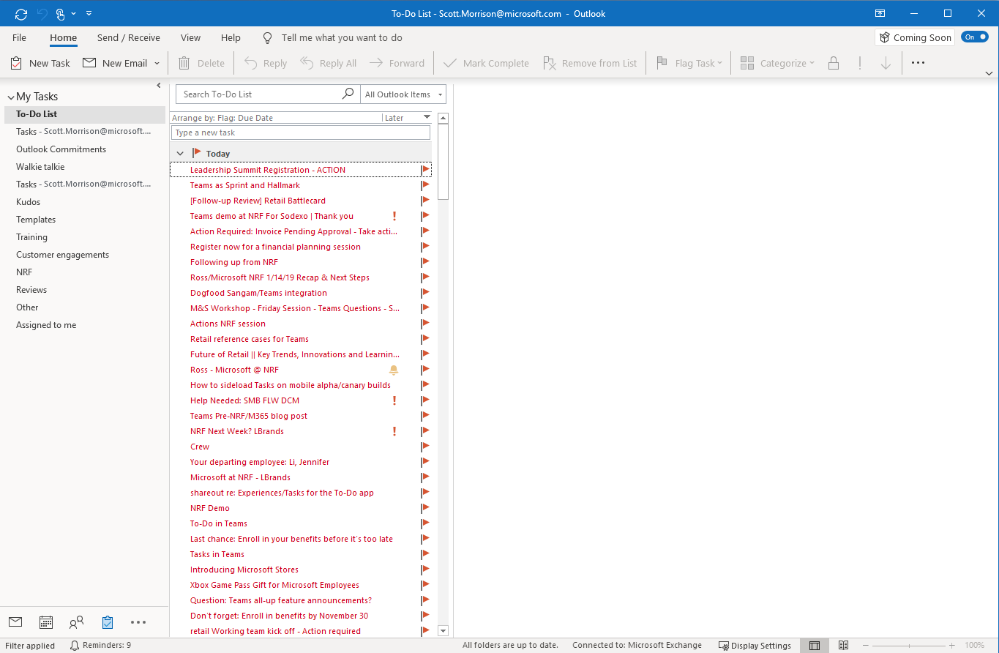 To-Do List - Scott.Morrison@microsoft.com - Outlook
File Home Send / Receive View Help Tell me what you want to do Coming Soon On
New Task New Email Delete Reply Reply All Forward Mark Complete Remove from List Flag Task Categorize
My Tasks
To-Do List
Tasks - Scott.Morrison@microsoft....
Outlook Commitments
Walkie talkie
Tasks - Scott.Morrison@microsoft....
Kudos
Templates
Training
Customer engagements
NRF
Reviews
Other
Assigned to me
Search To-Do List All Outlook Items
Arrange by: Flag: Due Date Later
Type a new task
Today
Leadership Summit Registration - ACTION
Teams as Sprint and Hallmark
[Follow-up Review] Retail Battlecard
Teams demo at NRF For Sodexo | Thank you
Action Required: Invoice Pending Approval - Take acti...
Register now for a financial planning session
Following up from NRF
Ross/Microsoft NRF 1/14/19 Recap & Next Steps
Dogfood Sangam/Teams integration
M&S Workshop - Friday Session - Teams Questions - S...
Actions NRF session
Retail reference cases for Teams
Future of Retail || Key Trends, Innovations and Learnin...
Ross - Microsoft @ NRF
How to sideload Tasks on mobile alpha/canary builds
Help Needed: SMB FLW DCM
Teams Pre-NRF/M365 blog post
NRF Next Week? LBrands
Crew
Your departing employee: Li, Jennifer
Microsoft at NRF - LBrands
shareout re: Experiences/Tasks for the To-Do app
NRF Demo
To-Do in Teams
Last chance: Enroll in your benefits before it's too late
Tasks in Teams
Introducing Microsoft Stores
Xbox Game Pass Gift for Microsoft Employees
Question: Teams all-up feature announcements?
Don't forget: Enroll in benefits by November 30
retail Working team kick off - Action required
Filter applied Reminders: 9 All folders are up to date. Connected to: Microsoft Exchange Display Settings 100%